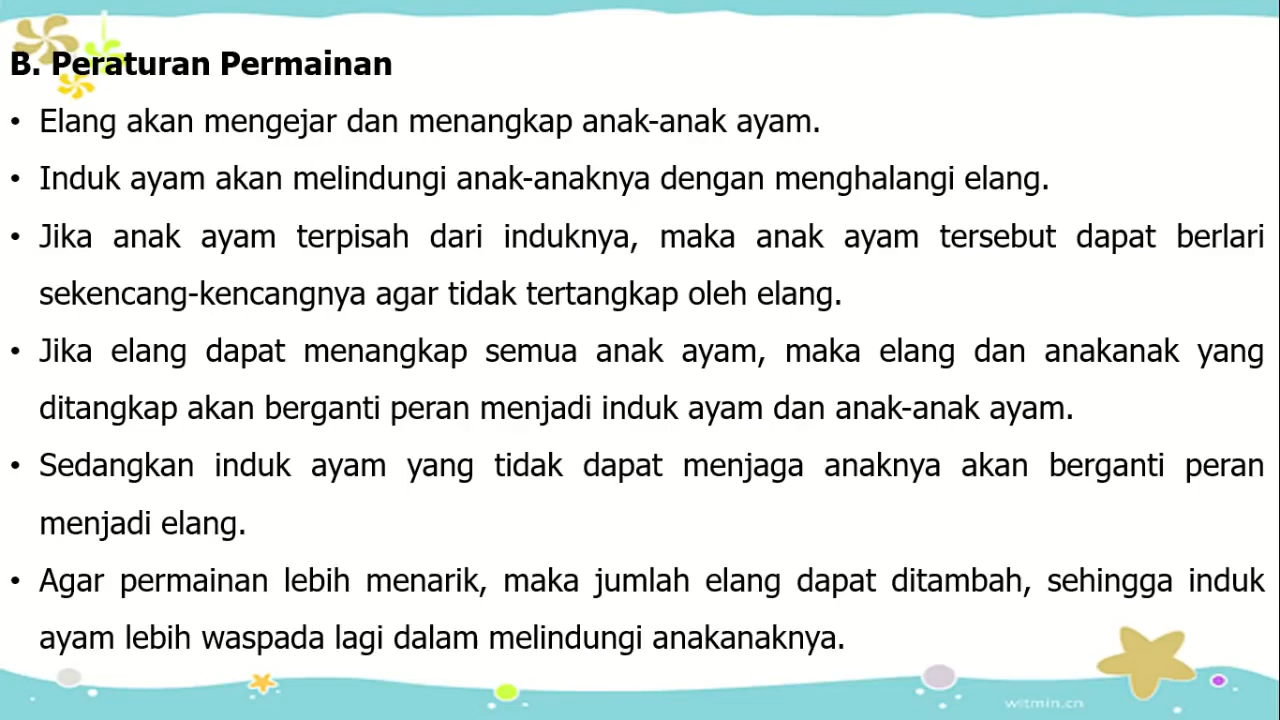 B. Peraturan Permainan
• Elang akan mengejar dan menangkap anak-anak ayam.
• Induk ayam akan melindungi anak-anaknya dengan menghalangi elang.
• Jika anak ayam terpisah dari induknya, maka anak ayam tersebut dapat berlari
sekencang-kencangnya agar tidak tertangkap oleh elang.
• Jika elang dapat menangkap semua anak ayam, maka elang dan anakanak yang
ditangkap akan berganti peran menjadi induk ayam dan anak-anak ayam.
• Sedangkan induk ayam yang tidak dapat menjaga anaknya akan berganti peran
menjadi elang.
• Agar permainan lebih menarik, maka jumlah elang dapat ditambah, sehingga induk
ayam lebih waspada lagi dalam melindungi anakanaknya.
witmin.cn